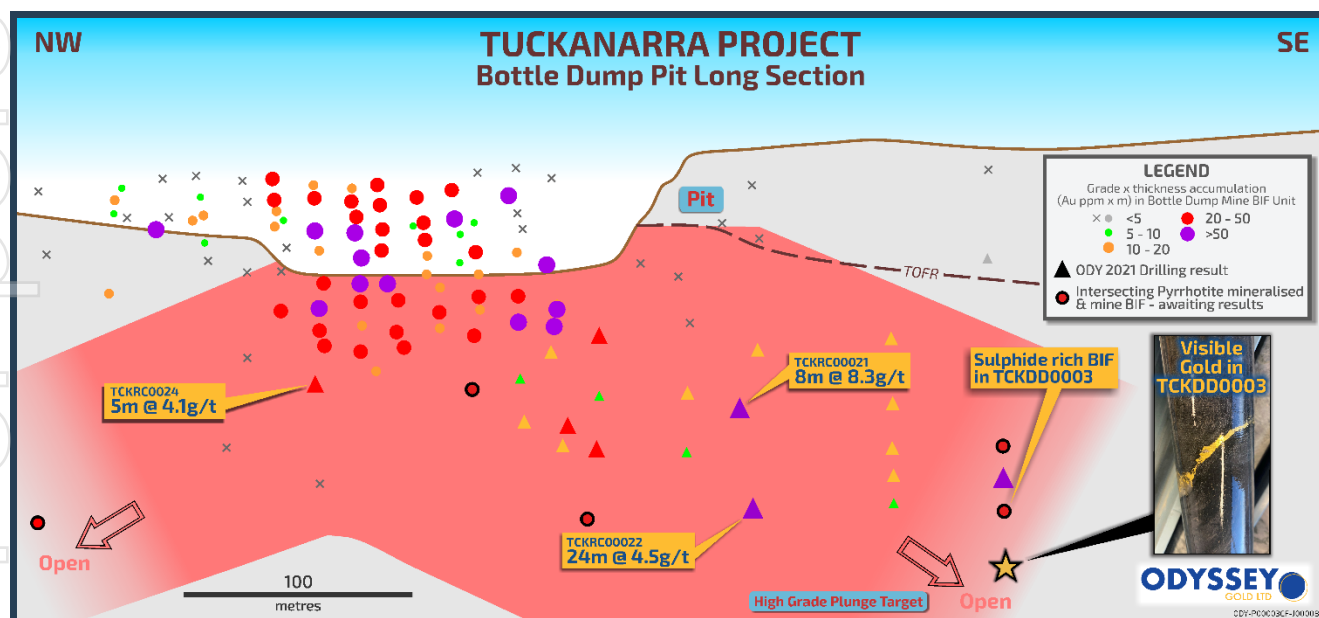 NW
TUCKANARRA PROJECT
SE
Bottle Dump Pit Long Section
LEGEND
Grade x thickness accumulation
(Au ppm x m) in Bottle Dump Mine BIF Unit
<5
20 - 50
5 - 10
>50
10 - 20
ODY 2021 Drilling result
Intersecting Pyrrhotite mineralised
& mine BIF - awaiting results
Pit
TOFR
Visible
Gold in
TCKDD0003
Sulphide rich BIF
in TCKDD0003
TCKRC00021
8m @ 8.3g/t
TCKRC00024
5m @ 4.1g/t
TCKRC00022
24m @ 4.5g/t
Open
100
metres
High Grade Plunge Target
Open
ODYSSEY
GOLD LTD